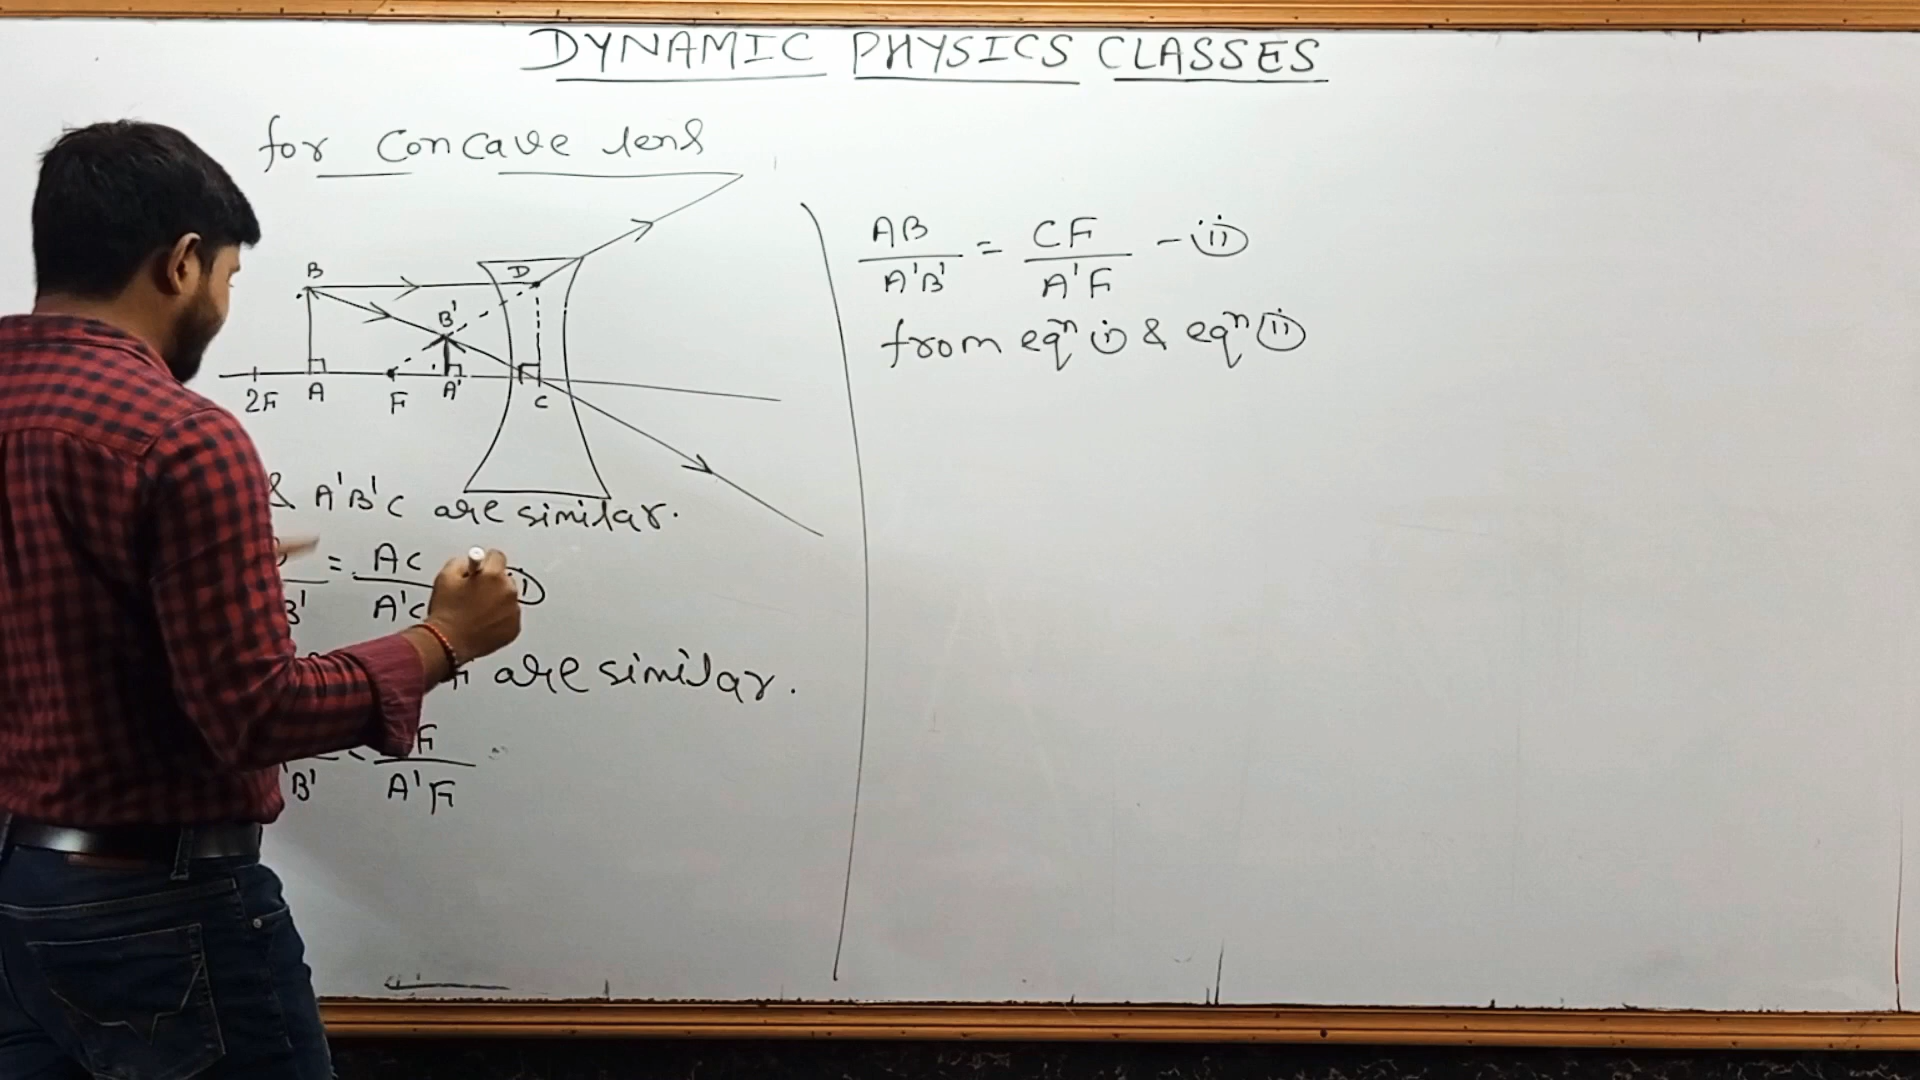 DYNAMIC PHYSICS CLASSES
for concave lens
B
D
B'
2F A F A' C
& A'B'C are similar.
= AC
B' A'C
are similar.
F
B' A'F
AB = CF - (ii)
A'B' A'F
from eqⁿ (i) & eqⁿ (ii)